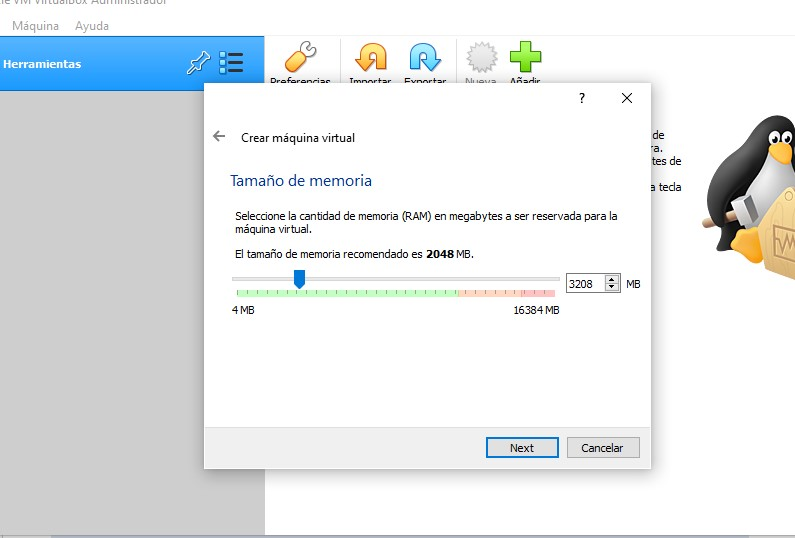 VM VirtualBox Administrador
Máquina Ayuda
Herramientas
Preferencias Importar Exportar Nueva Añadir
Crear máquina virtual
Tamaño de memoria
Seleccione la cantidad de memoria (RAM) en megabytes a ser reservada para la
máquina virtual.
El tamaño de memoria recomendado es 2048 MB.
3208 MB
4 MB 16384 MB
Next Cancelar
de
ra.
tes de
a tecla